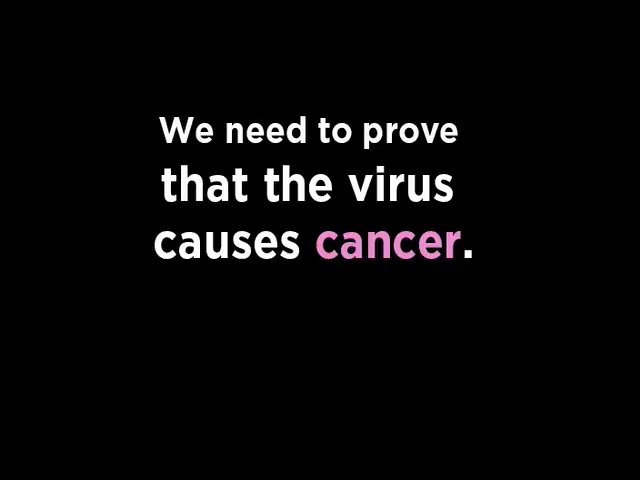 We need to prove
that the virus
causes cancer.